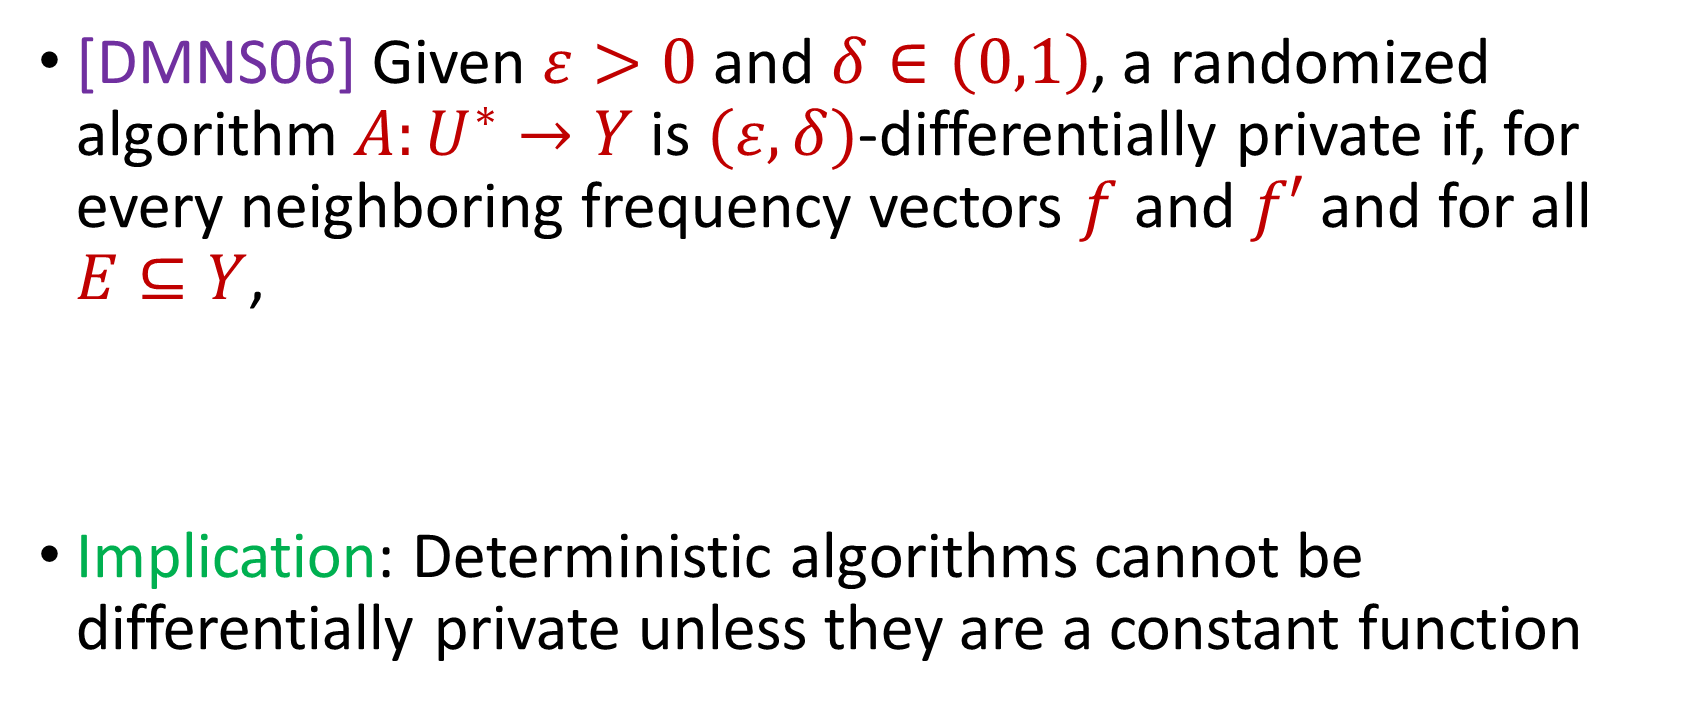 • [DMNS06] Given ε > 0 and δ ∈ (0,1), a randomized
algorithm A: U* → Y is (ε, δ)-differentially private if, for
every neighboring frequency vectors f and f′ and for all
E ⊆ Y,
• Implication: Deterministic algorithms cannot be
differentially private unless they are a constant function